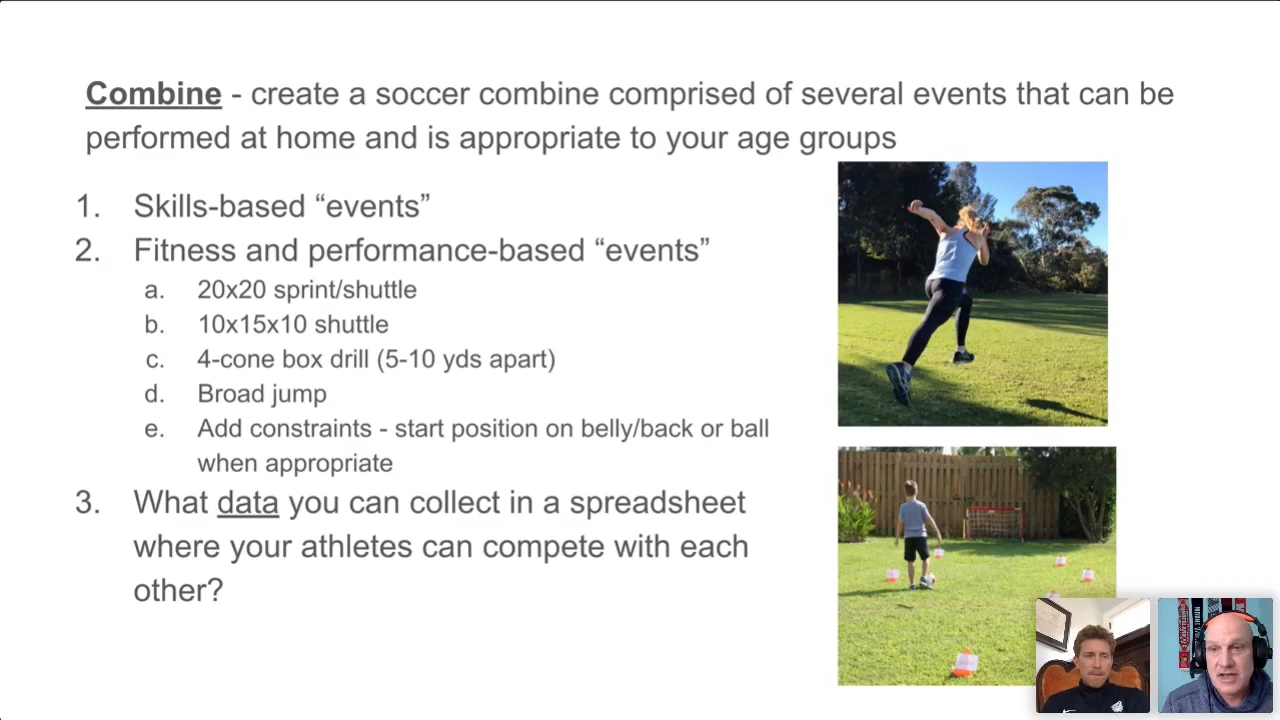 Combine - create a soccer combine comprised of several events that can be
performed at home and is appropriate to your age groups
1. Skills-based “events”
2. Fitness and performance-based “events”
a. 20x20 sprint/shuttle
b. 10x15x10 shuttle
c. 4-cone box drill (5-10 yds apart)
d. Broad jump
e. Add constraints - start position on belly/back or ball
when appropriate
3. What data you can collect in a spreadsheet
where your athletes can compete with each
other?